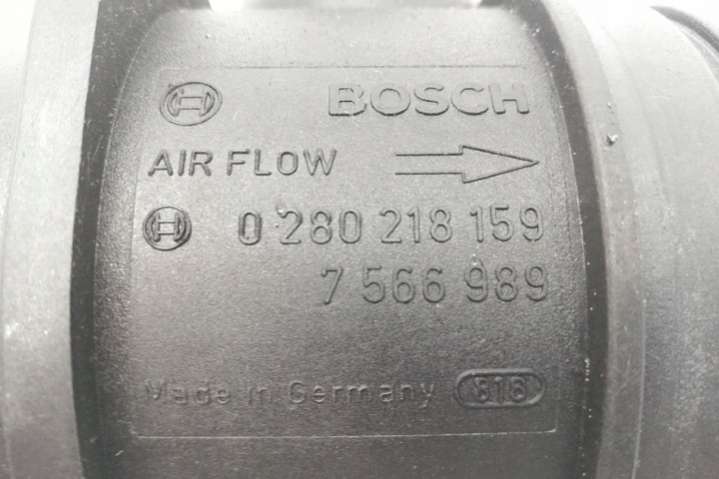 BOSCH
AIR FLOW
0 280 218 159
7 566 989
Made in Germany 816